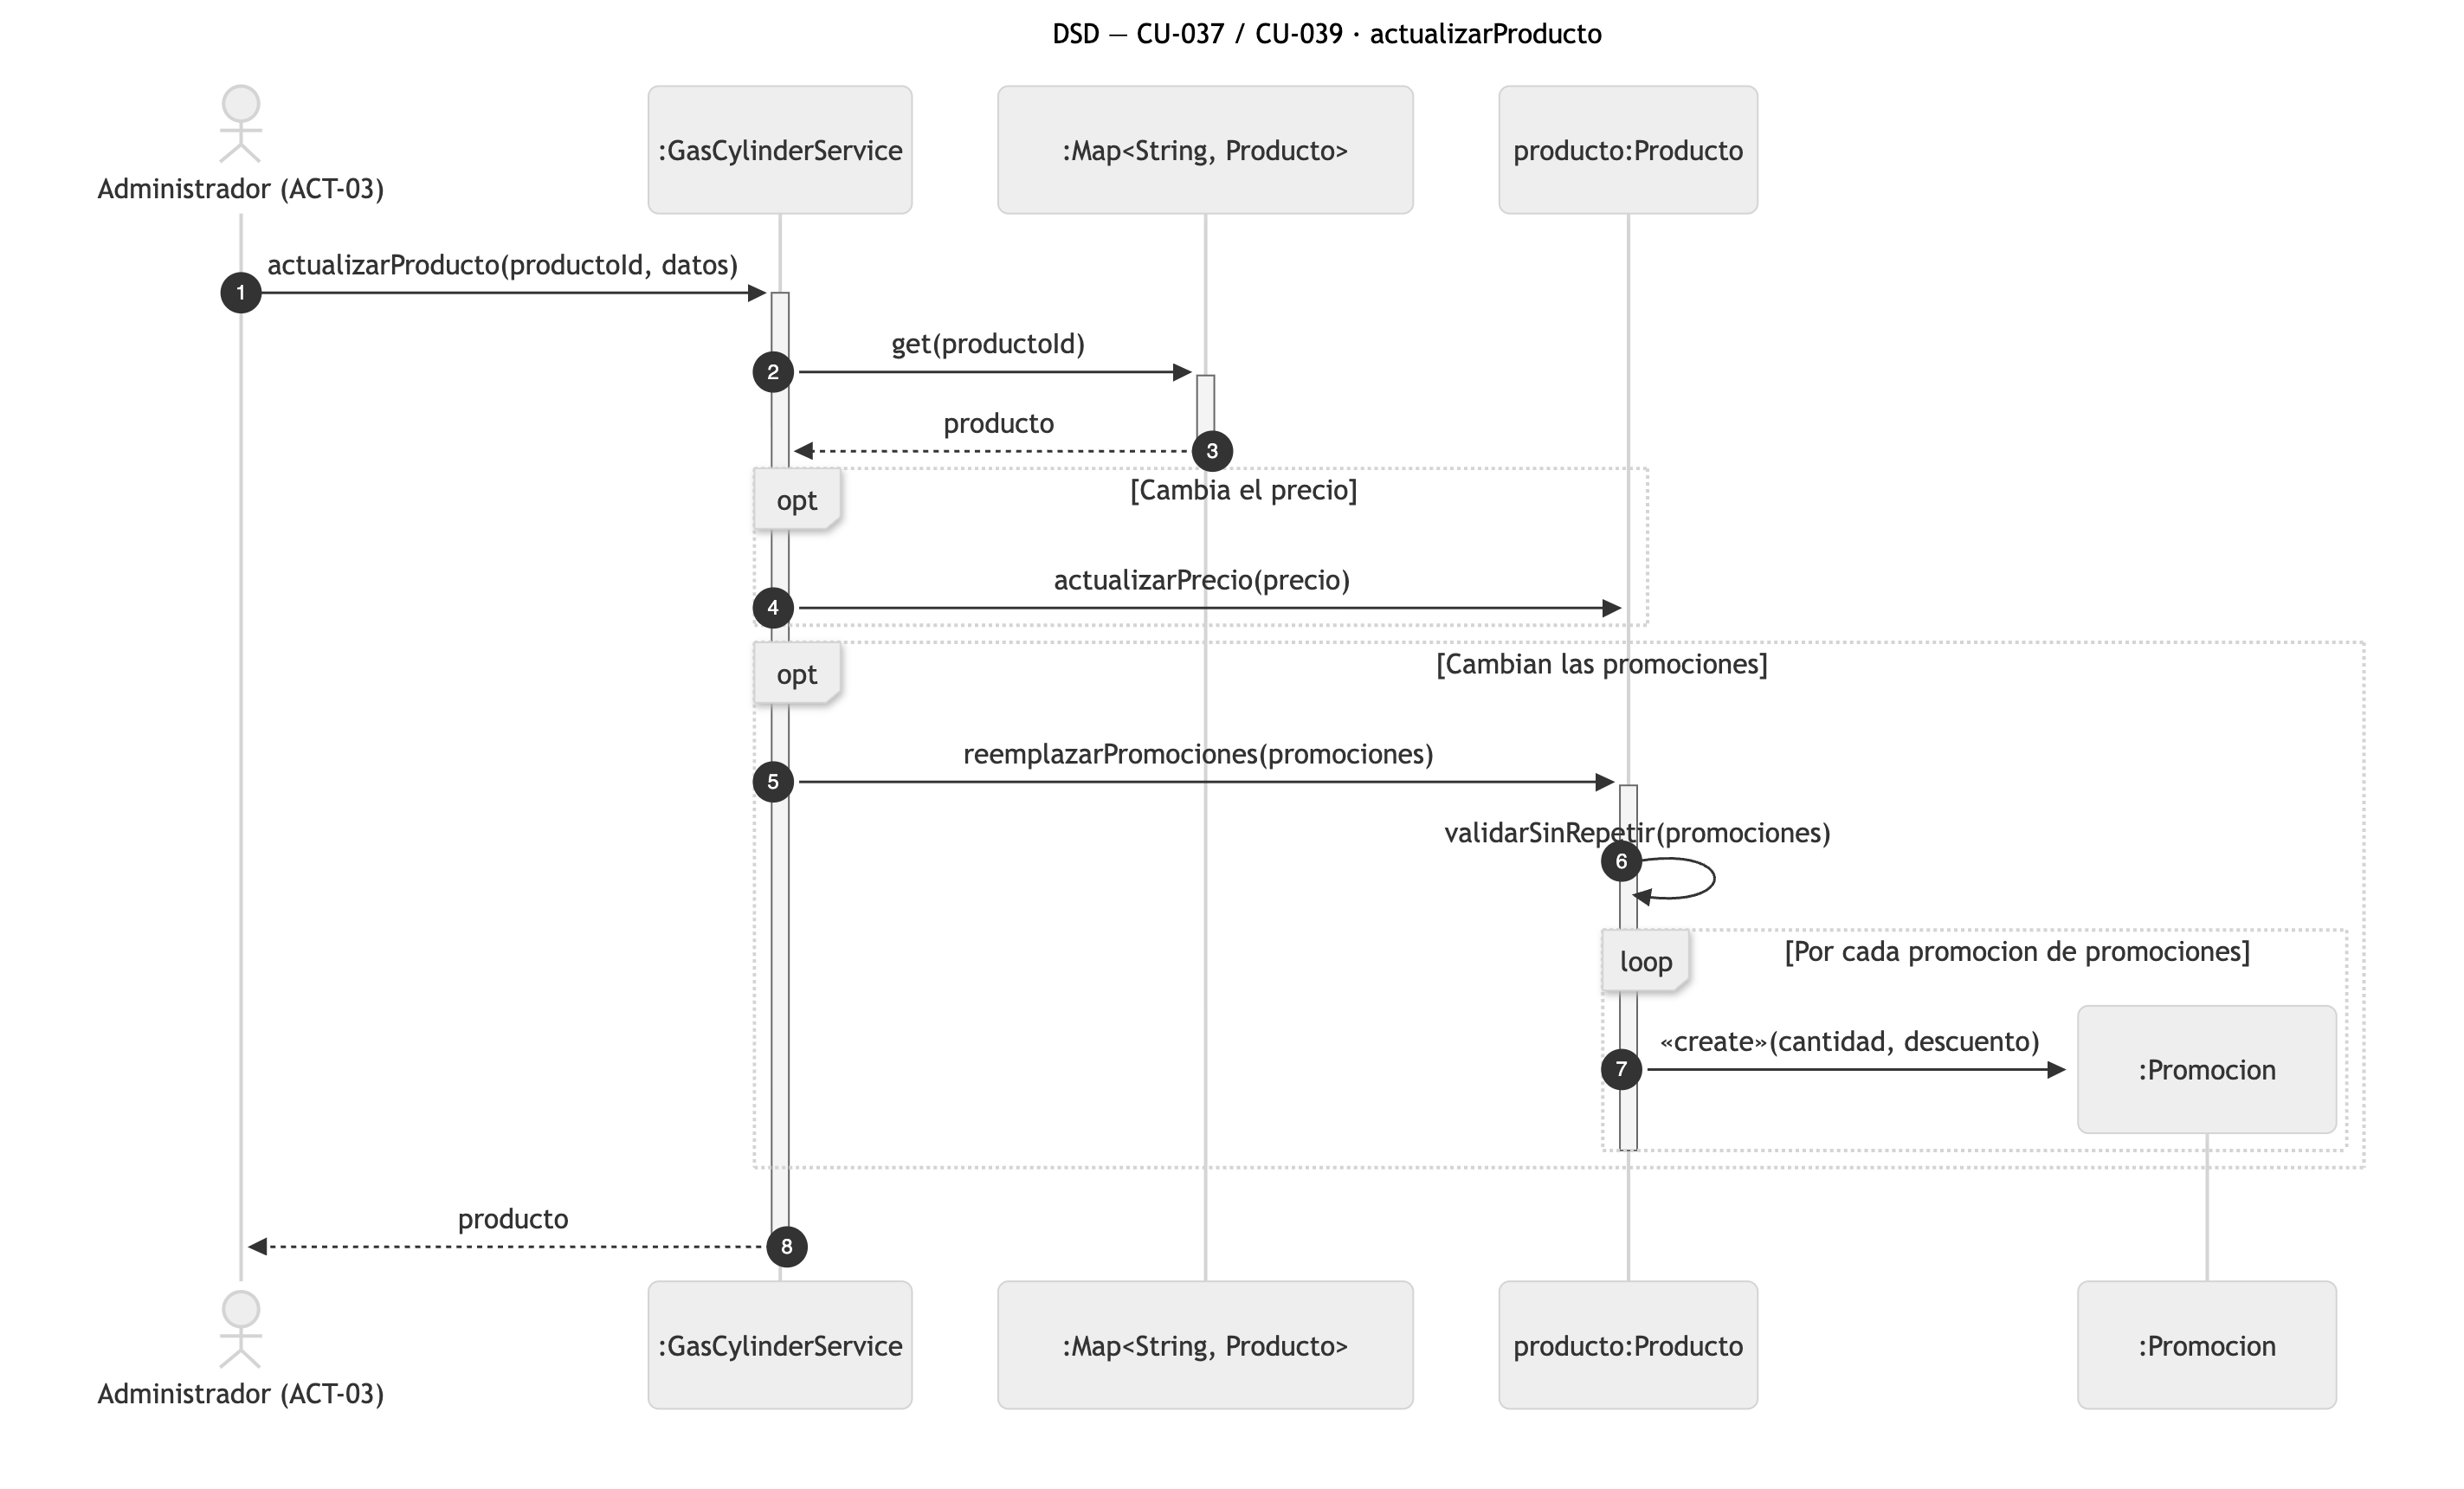 DSD — CU-037 / CU-039 · actualizarProducto
Administrador (ACT-03)
:GasCylinderService
:Map<String, Producto>
producto:Producto
actualizarProducto(productoId, datos)
1
get(productoId)
2
producto
3
opt
[Cambia el precio]
actualizarPrecio(precio)
4
opt
[Cambian las promociones]
reemplazarPromociones(promociones)
5
validarSinRepetir(promociones)
6
loop
[Por cada promocion de promociones]
«create»(cantidad, descuento)
7
:Promocion
producto
8
Administrador (ACT-03)
:GasCylinderService
:Map<String, Producto>
producto:Producto
:Promocion